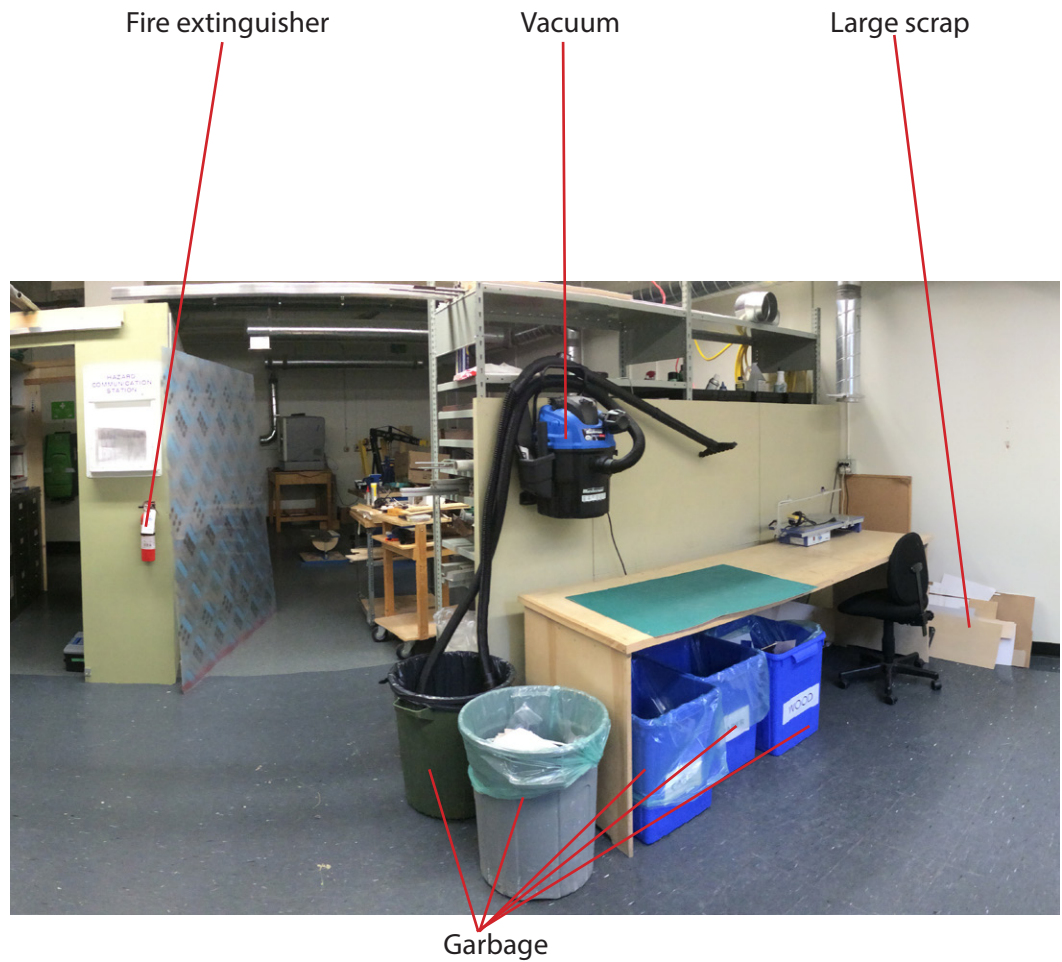 Fire extinguisher
Vacuum
Large scrap
HAZARD
COMMUNICATION
STATION
WOOD
Garbage